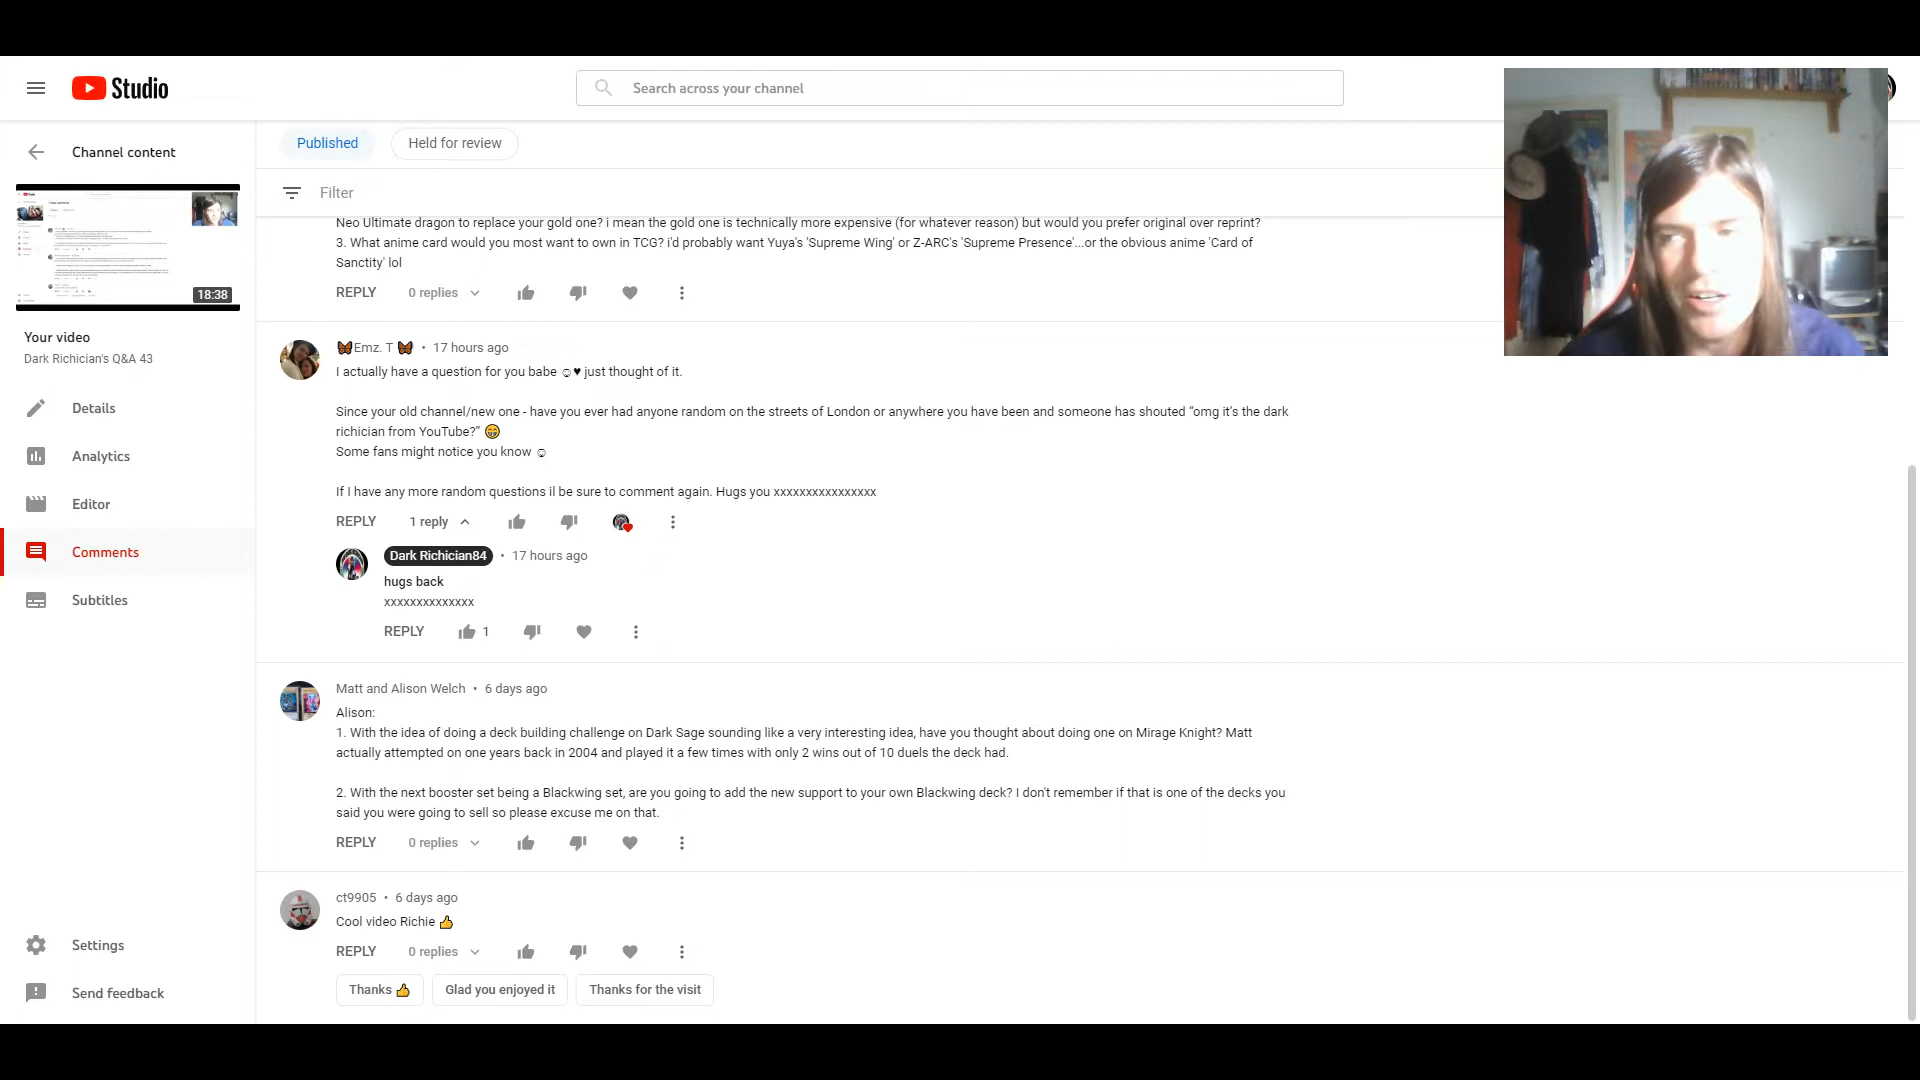 Studio
Search across your channel
Channel content
18:38
Your video
Dark Richician's Q&A 43
Details
Analytics
Editor
Comments
Subtitles
Settings
Send feedback
Published
Held for review
Filter
Neo Ultimate dragon to replace your gold one? i mean the gold one is technically more expensive (for whatever reason) but would you prefer original over reprint?
3. What anime card would you most want to own in TCG? i'd probably want Yuya's 'Supreme Wing' or Z-ARC's 'Supreme Presence'...or the obvious anime 'Card of
Sanctity' lol
REPLY 0 replies
🦋Emz. T 🦋 • 17 hours ago
I actually have a question for you babe ☺♥ just thought of it.
Since your old channel/new one - have you ever had anyone random on the streets of London or anywhere you have been and someone has shouted “omg it’s the dark
richician from YouTube?” 😁
Some fans might notice you know ☺
If I have any more random questions il be sure to comment again. Hugs you xxxxxxxxxxxxxxxx
REPLY 1 reply
Dark Richician84 • 17 hours ago
hugs back
xxxxxxxxxxxxxx
REPLY 1
Matt and Alison Welch • 6 days ago
Alison:
1. With the idea of doing a deck building challenge on Dark Sage sounding like a very interesting idea, have you thought about doing one on Mirage Knight? Matt
actually attempted on one years back in 2004 and played it a few times with only 2 wins out of 10 duels the deck had.
2. With the next booster set being a Blackwing set, are you going to add the new support to your own Blackwing deck? I don't remember if that is one of the decks you
said you were going to sell so please excuse me on that.
REPLY 0 replies
ct9905 • 6 days ago
Cool video Richie 👍
REPLY 0 replies
Thanks 👍 Glad you enjoyed it Thanks for the visit